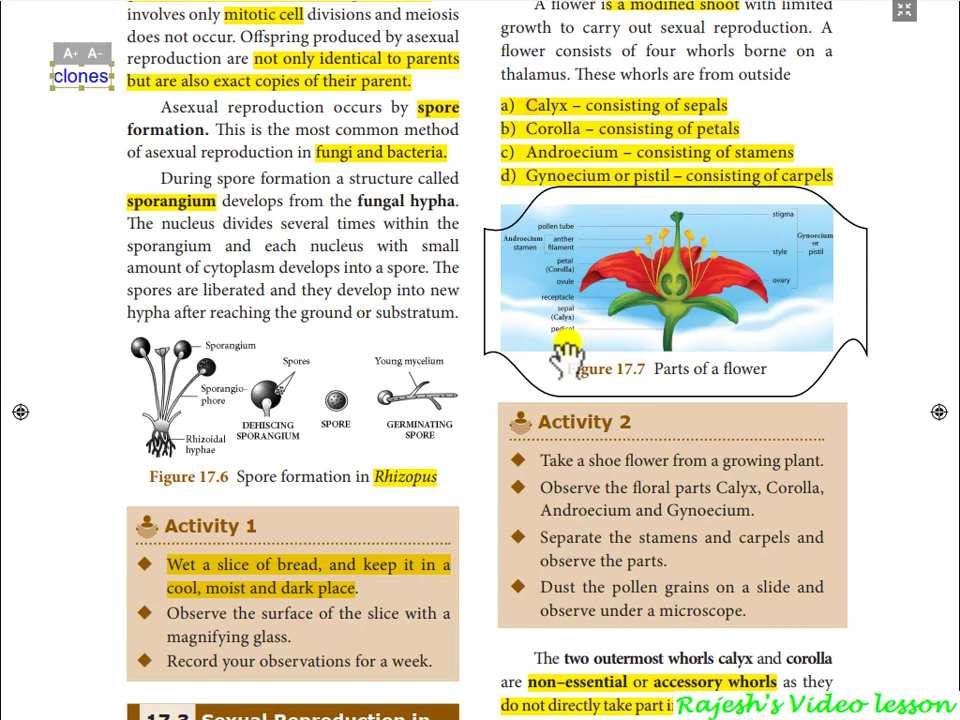 involves only mitotic cell divisions and meiosis
does not occur. Offspring produced by asexual
reproduction are not only identical to parents
but are also exact copies of their parent.
A+ A-
clones
Asexual reproduction occurs by spore
formation. This is the most common method
of asexual reproduction in fungi and bacteria.
During spore formation a structure called
sporangium develops from the fungal hypha.
The nucleus divides several times within the
sporangium and each nucleus with small
amount of cytoplasm develops into a spore. The
spores are liberated and they develop into new
hypha after reaching the ground or substratum.
Sporangium
Spores
Young mycelium
Sporangio-
phore
Rhizoidal
hyphae
DEHISCING
SPORANGIUM
SPORE
GERMINATING
SPORE
Figure 17.6 Spore formation in Rhizopus
Activity 1
Wet a slice of bread, and keep it in a
cool, moist and dark place.
Observe the surface of the slice with a
magnifying glass.
Record your observations for a week.
17.3 Sexual Reproduction in
A flower is a modified shoot with limited
growth to carry out sexual reproduction. A
flower consists of four whorls borne on a
thalamus. These whorls are from outside
a) Calyx – consisting of sepals
b) Corolla – consisting of petals
c) Androecium – consisting of stamens
d) Gynoecium or pistil – consisting of carpels
pollen tube
Androecium
stamen
anther
filament
petal
(Corolla)
ovule
receptacle
sepal
(Calyx)
stigma
Gynoecium
or
pistil
style
ovary
Figure 17.7 Parts of a flower
Activity 2
Take a shoe flower from a growing plant.
Observe the floral parts Calyx, Corolla,
Androecium and Gynoecium.
Separate the stamens and carpels and
observe the parts.
Dust the pollen grains on a slide and
observe under a microscope.
The two outermost whorls calyx and corolla
are non–essential or accessory whorls as they
do not directly take part
Rajesh's Video lesson